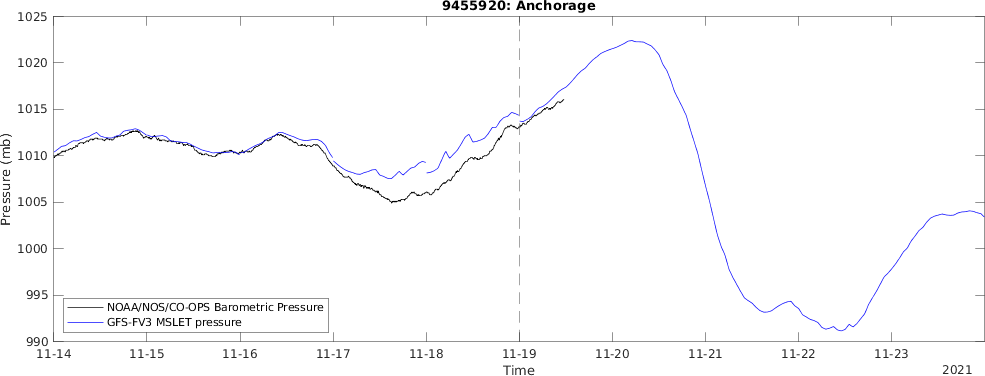 9455920: Anchorage
Pressure (mb)
1025
1020
1015
1010
1005
1000
995
990
NOAA/NOS/CO-OPS Barometric Pressure
GFS-FV3 MSLET pressure
11-14 11-15 11-16 11-17 11-18 11-19 11-20 11-21 11-22 11-23
Time
2021